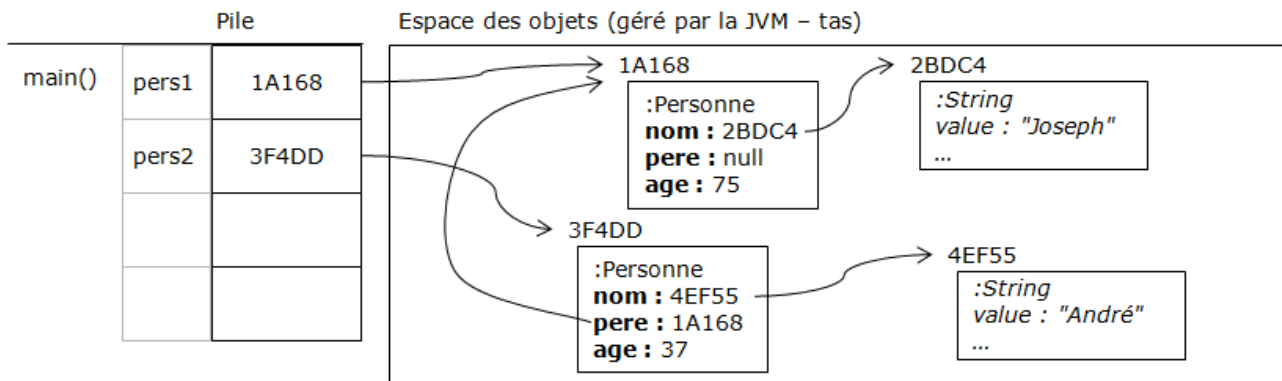 Pile
Espace des objets (géré par la JVM – tas)
main()
pers1
1A168
pers2
3F4DD
1A168
:Personne
nom : 2BDC4
pere : null
age : 75
2BDC4
:String
value : "Joseph"
...
3F4DD
:Personne
nom : 4EF55
pere : 1A168
age : 37
4EF55
:String
value : "André"
...